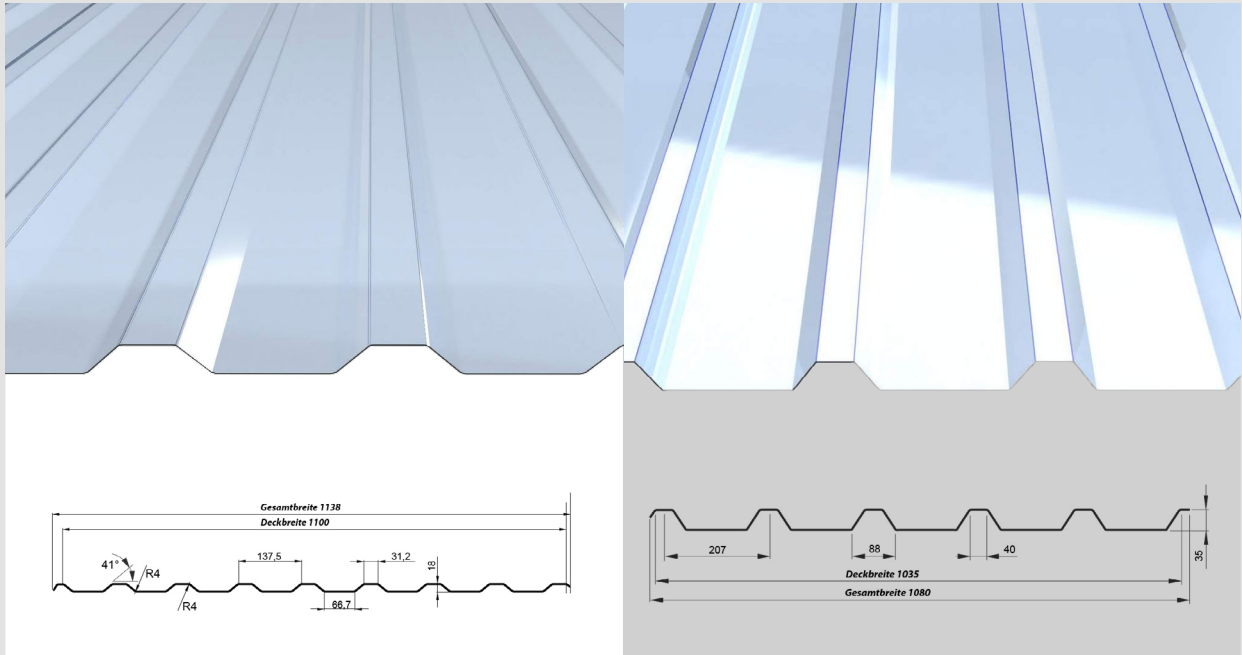 Gesamtbreite 1138
Deckbreite 1100
41°
R4
137,5
31,2
18
R4
66,7
207
88
40
35
Deckbreite 1035
Gesamtbreite 1080